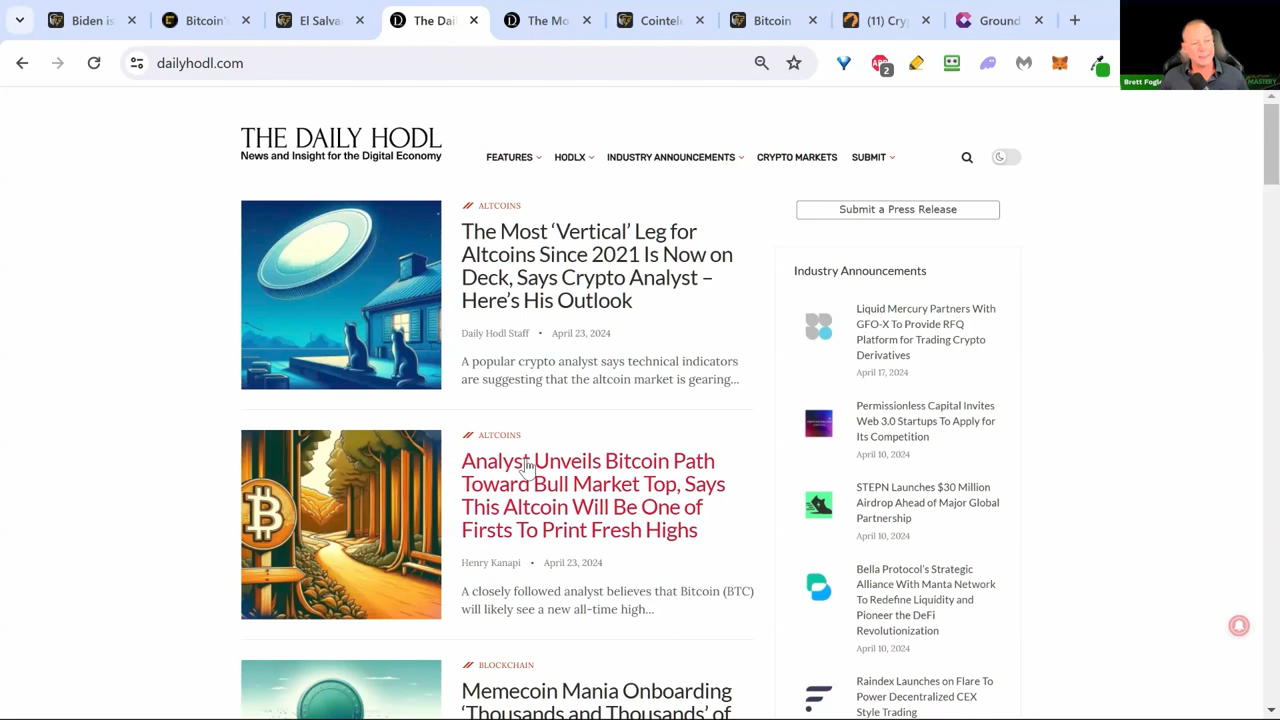 Biden is
Bitcoin's
El Salva
The Dai
The Mo
Cointele
Bitcoin
(11) Cry
Ground
dailyhodl.com
2
Brett Fogle
MASTERY
THE DAILY HODL
News and Insight for the Digital Economy
FEATURES
HODLX
INDUSTRY ANNOUNCEMENTS
CRYPTO MARKETS
SUBMIT
ALTCOINS
The Most ‘Vertical’ Leg for
Altcoins Since 2021 Is Now on
Deck, Says Crypto Analyst –
Here’s His Outlook
Daily Hodl Staff • April 23, 2024
A popular crypto analyst says technical indicators
are suggesting that the altcoin market is gearing...
ALTCOINS
Analyst Unveils Bitcoin Path
Toward Bull Market Top, Says
This Altcoin Will Be One of
Firsts To Print Fresh Highs
Henry Kanapi • April 23, 2024
A closely followed analyst believes that Bitcoin (BTC)
will likely see a new all-time high...
BLOCKCHAIN
Memecoin Mania Onboarding
‘Thousands and Thousands’ of
Submit a Press Release
Industry Announcements
Liquid Mercury Partners With
GFO-X To Provide RFQ
Platform for Trading Crypto
Derivatives
April 17, 2024
Permissionless Capital Invites
Web 3.0 Startups To Apply for
Its Competition
April 10, 2024
STEPN Launches $30 Million
Airdrop Ahead of Major Global
Partnership
April 10, 2024
Bella Protocol’s Strategic
Alliance With Manta Network
To Redefine Liquidity and
Pioneer the DeFi
Revolutionization
April 10, 2024
Raindex Launches on Flare To
Power Decentralized CEX
Style Trading